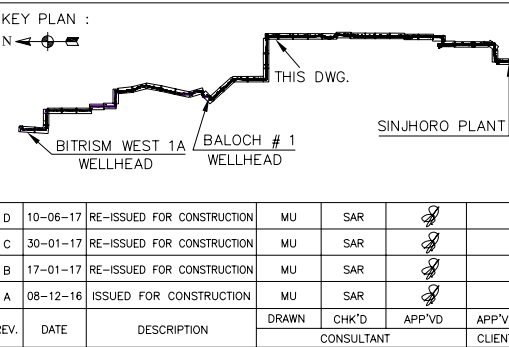 KEY PLAN :
N
THIS DWG.
BITRISM WEST 1A
WELLHEAD
BALOCH # 1
WELLHEAD
SINJHORO PLANT
D 10-06-17 RE-ISSUED FOR CONSTRUCTION MU SAR
C 30-01-17 RE-ISSUED FOR CONSTRUCTION MU SAR
B 17-01-17 RE-ISSUED FOR CONSTRUCTION MU SAR
A 08-12-16 ISSUED FOR CONSTRUCTION MU SAR
REV. DATE DESCRIPTION DRAWN CHK'D APP'VD APP'V
CONSULTANT CLIENT